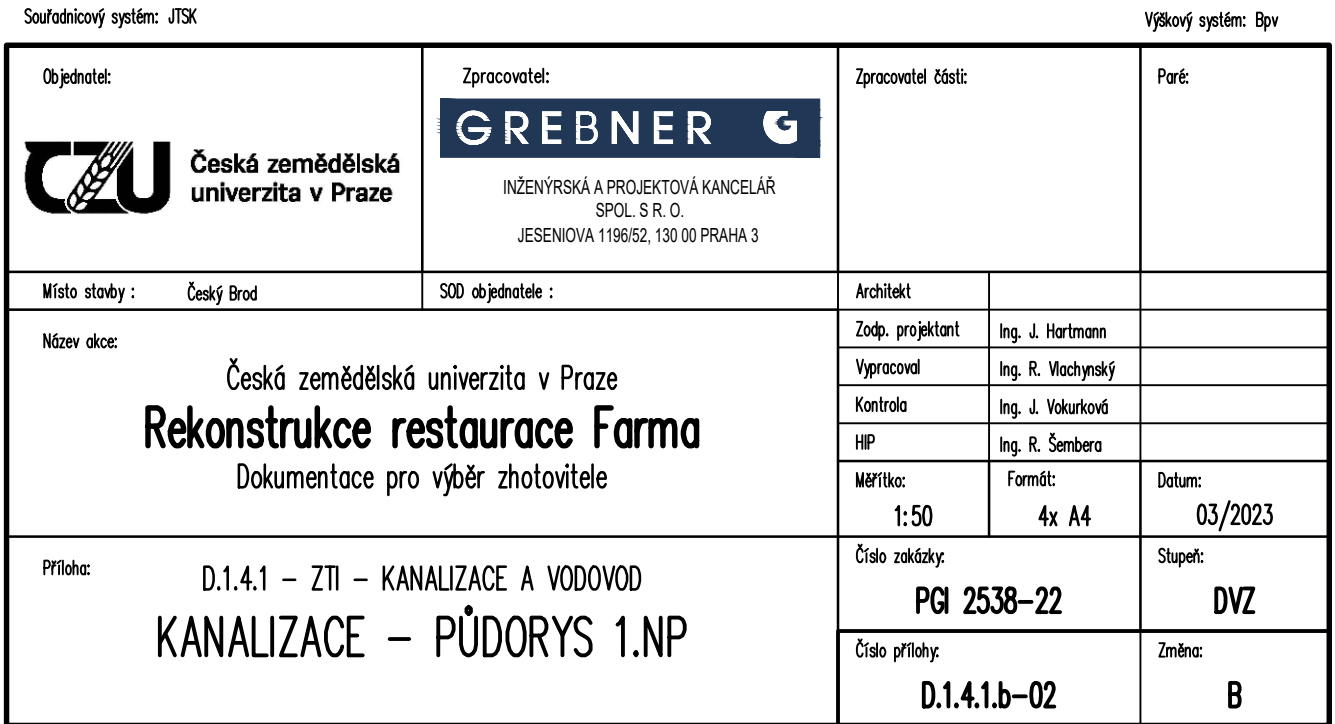 Souřadnicový systém: JTSK
Výškový systém: Bpv
Objednatel:
ČZU
Česká zemědělská
univerzita v Praze
Zpracovatel:
GREBNER G
INŽENÝRSKÁ A PROJEKTOVÁ KANCELÁŘ
SPOL. S R. O.
JESENIOVA 1196/52, 130 00 PRAHA 3
Zpracovatel části:
Paré:
Místo stavby : Český Brod
SOD objednatele :
Architekt
Název akce:
Česká zemědělská univerzita v Praze
Rekonstrukce restaurace Farma
Dokumentace pro výběr zhotovitele
Zodp. projektant Ing. J. Hartmann
Vypracoval Ing. R. Vlachynský
Kontrola Ing. J. Vokurková
HIP Ing. R. Šembera
Měřítko:
1:50
Formát:
4x A4
Datum:
03/2023
Příloha:
D.1.4.1 – ZTI – KANALIZACE A VODOVOD
KANALIZACE – PŮDORYS 1.NP
Číslo zakázky:
PGI 2538–22
Stupeň:
DVZ
Číslo přílohy:
D.1.4.1.b–02
Změna:
B